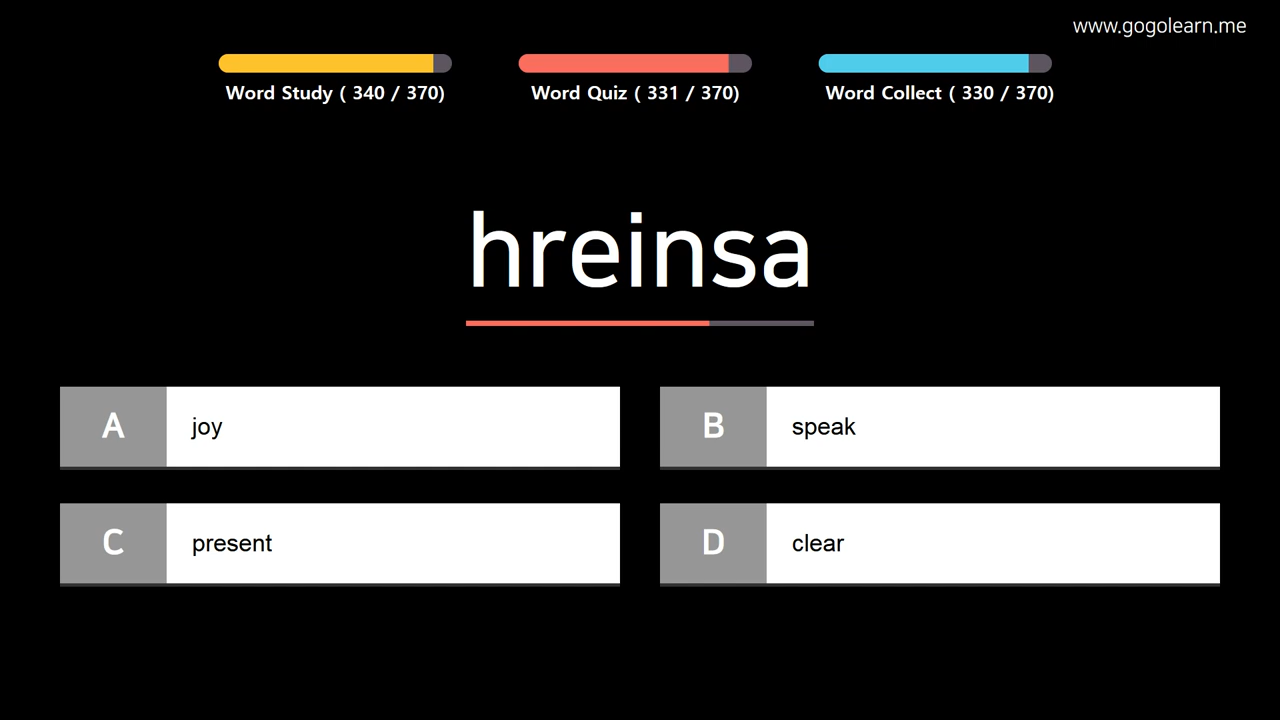 www.gogolearn.me
Word Study ( 340 / 370)
Word Quiz ( 331 / 370)
Word Collect ( 330 / 370)
hreinsa
A joy
B speak
C present
D clear